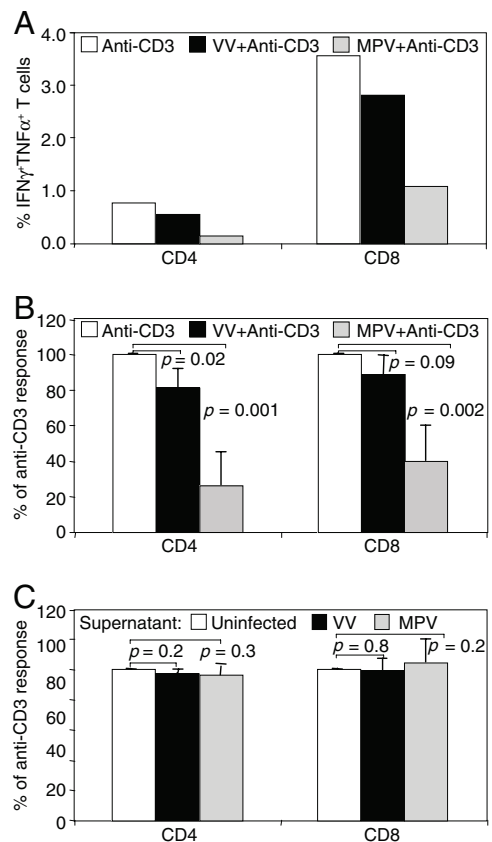 A
Anti-CD3 VV+Anti-CD3 MPV+Anti-CD3
% IFNγ⁺TNFα⁺ T cells
4.0
3.0
2.0
1.0
0.0
CD4 CD8
B
Anti-CD3 VV+Anti-CD3 MPV+Anti-CD3
% of anti-CD3 response
120
100
80
60
40
20
0
p = 0.02
p = 0.001
p = 0.09
p = 0.002
CD4 CD8
C
Supernatant: Uninfected VV MPV
% of anti-CD3 response
120
100
80
60
40
20
0
p = 0.2
p = 0.3
p = 0.8
p = 0.2
CD4 CD8